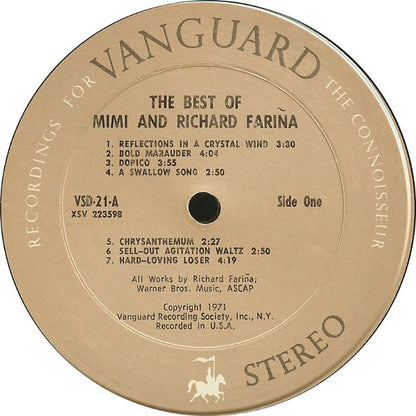 RECORDINGS FOR VANGUARD THE CONNOISSEUR
THE BEST OF
MIMI AND RICHARD FARIÑA
1. REFLECTIONS IN A CRYSTAL WIND 3:30
2. BOLD MARAUDER 4:04
3. DOPICO 3:55
4. A SWALLOW SONG 2:50
VSD-21-A Side One
XSV 223598
5. CHRYSANTHEMUM 2:27
6. SELL-OUT AGITATION WALTZ 2:50
7. HARD-LOVING LOSER 4:19
All Works by Richard Fariña;
Warner Bros. Music, ASCAP
Copyright 1971
Vanguard Recording Society, Inc., N.Y.
Recorded in U.S.A.
STEREO